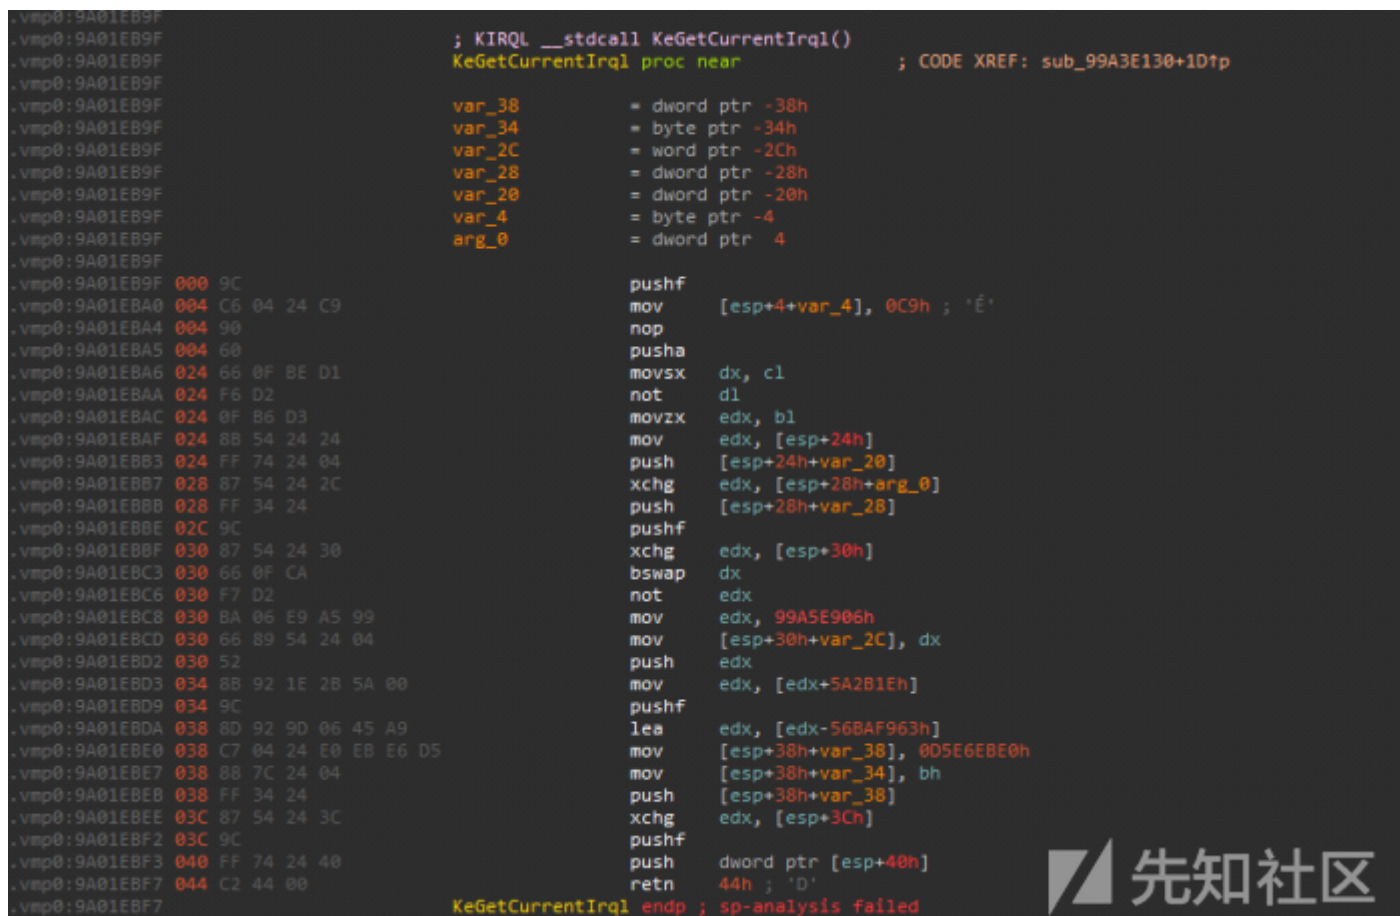 .vmp0:9A01EB9F
.vmp0:9A01EB9F ; KIRQL __stdcall KeGetCurrentIrql()
.vmp0:9A01EB9F KeGetCurrentIrql proc near ; CODE XREF: sub_99A3E130+1D↑p
.vmp0:9A01EB9F
.vmp0:9A01EB9F var_38 = dword ptr -38h
.vmp0:9A01EB9F var_34 = byte ptr -34h
.vmp0:9A01EB9F var_2C = word ptr -2Ch
.vmp0:9A01EB9F var_28 = dword ptr -28h
.vmp0:9A01EB9F var_20 = dword ptr -20h
.vmp0:9A01EB9F var_4 = byte ptr -4
.vmp0:9A01EB9F arg_0 = dword ptr 4
.vmp0:9A01EB9F
.vmp0:9A01EB9F 000 9C pushf
.vmp0:9A01EBA0 004 C6 04 24 C9 mov [esp+4+var_4], 0C9h ; 'É'
.vmp0:9A01EBA4 004 90 nop
.vmp0:9A01EBA5 004 60 pusha
.vmp0:9A01EBA6 024 66 0F BE D1 movsx dx, cl
.vmp0:9A01EBAA 024 F6 D2 not dl
.vmp0:9A01EBAC 024 0F B6 D3 movzx edx, bl
.vmp0:9A01EBAF 024 8B 54 24 24 mov edx, [esp+24h]
.vmp0:9A01EBB3 024 FF 74 24 04 push [esp+24h+var_20]
.vmp0:9A01EBB7 028 87 54 24 2C xchg edx, [esp+28h+arg_0]
.vmp0:9A01EBBB 028 FF 34 24 push [esp+28h+var_28]
.vmp0:9A01EBBE 02C 9C pushf
.vmp0:9A01EBBF 030 87 54 24 30 xchg edx, [esp+30h]
.vmp0:9A01EBC3 030 66 0F CA bswap dx
.vmp0:9A01EBC6 030 F7 D2 not edx
.vmp0:9A01EBC8 030 BA 06 E9 A5 99 mov edx, 99A5E906h
.vmp0:9A01EBCD 030 66 89 54 24 04 mov [esp+30h+var_2C], dx
.vmp0:9A01EBD2 030 52 push edx
.vmp0:9A01EBD3 034 8B 92 1E 2B 5A 00 mov edx, [edx+5A2B1Eh]
.vmp0:9A01EBD9 034 9C pushf
.vmp0:9A01EBDA 038 8D 92 9D 06 45 A9 lea edx, [edx-56BAF963h]
.vmp0:9A01EBE0 038 C7 04 24 E0 EB E6 D5 mov [esp+38h+var_38], 0D5E6EBE0h
.vmp0:9A01EBE7 038 88 7C 24 04 mov [esp+38h+var_34], bh
.vmp0:9A01EBEB 038 FF 34 24 push [esp+38h+var_38]
.vmp0:9A01EBEE 03C 87 54 24 3C xchg edx, [esp+3Ch]
.vmp0:9A01EBF2 03C 9C pushf
.vmp0:9A01EBF3 040 FF 74 24 40 push dword ptr [esp+40h]
.vmp0:9A01EBF7 044 C2 44 00 retn 44h ; 'D'
.vmp0:9A01EBF7 KeGetCurrentIrql endp ; sp-analysis failed
先知社区